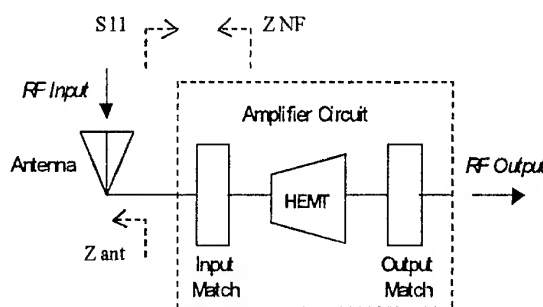 S11
Z NF
RF Input
Amplifier Circuit
Antenna
HEMT
RF Output
Z ant
Input
Match
Output
Match